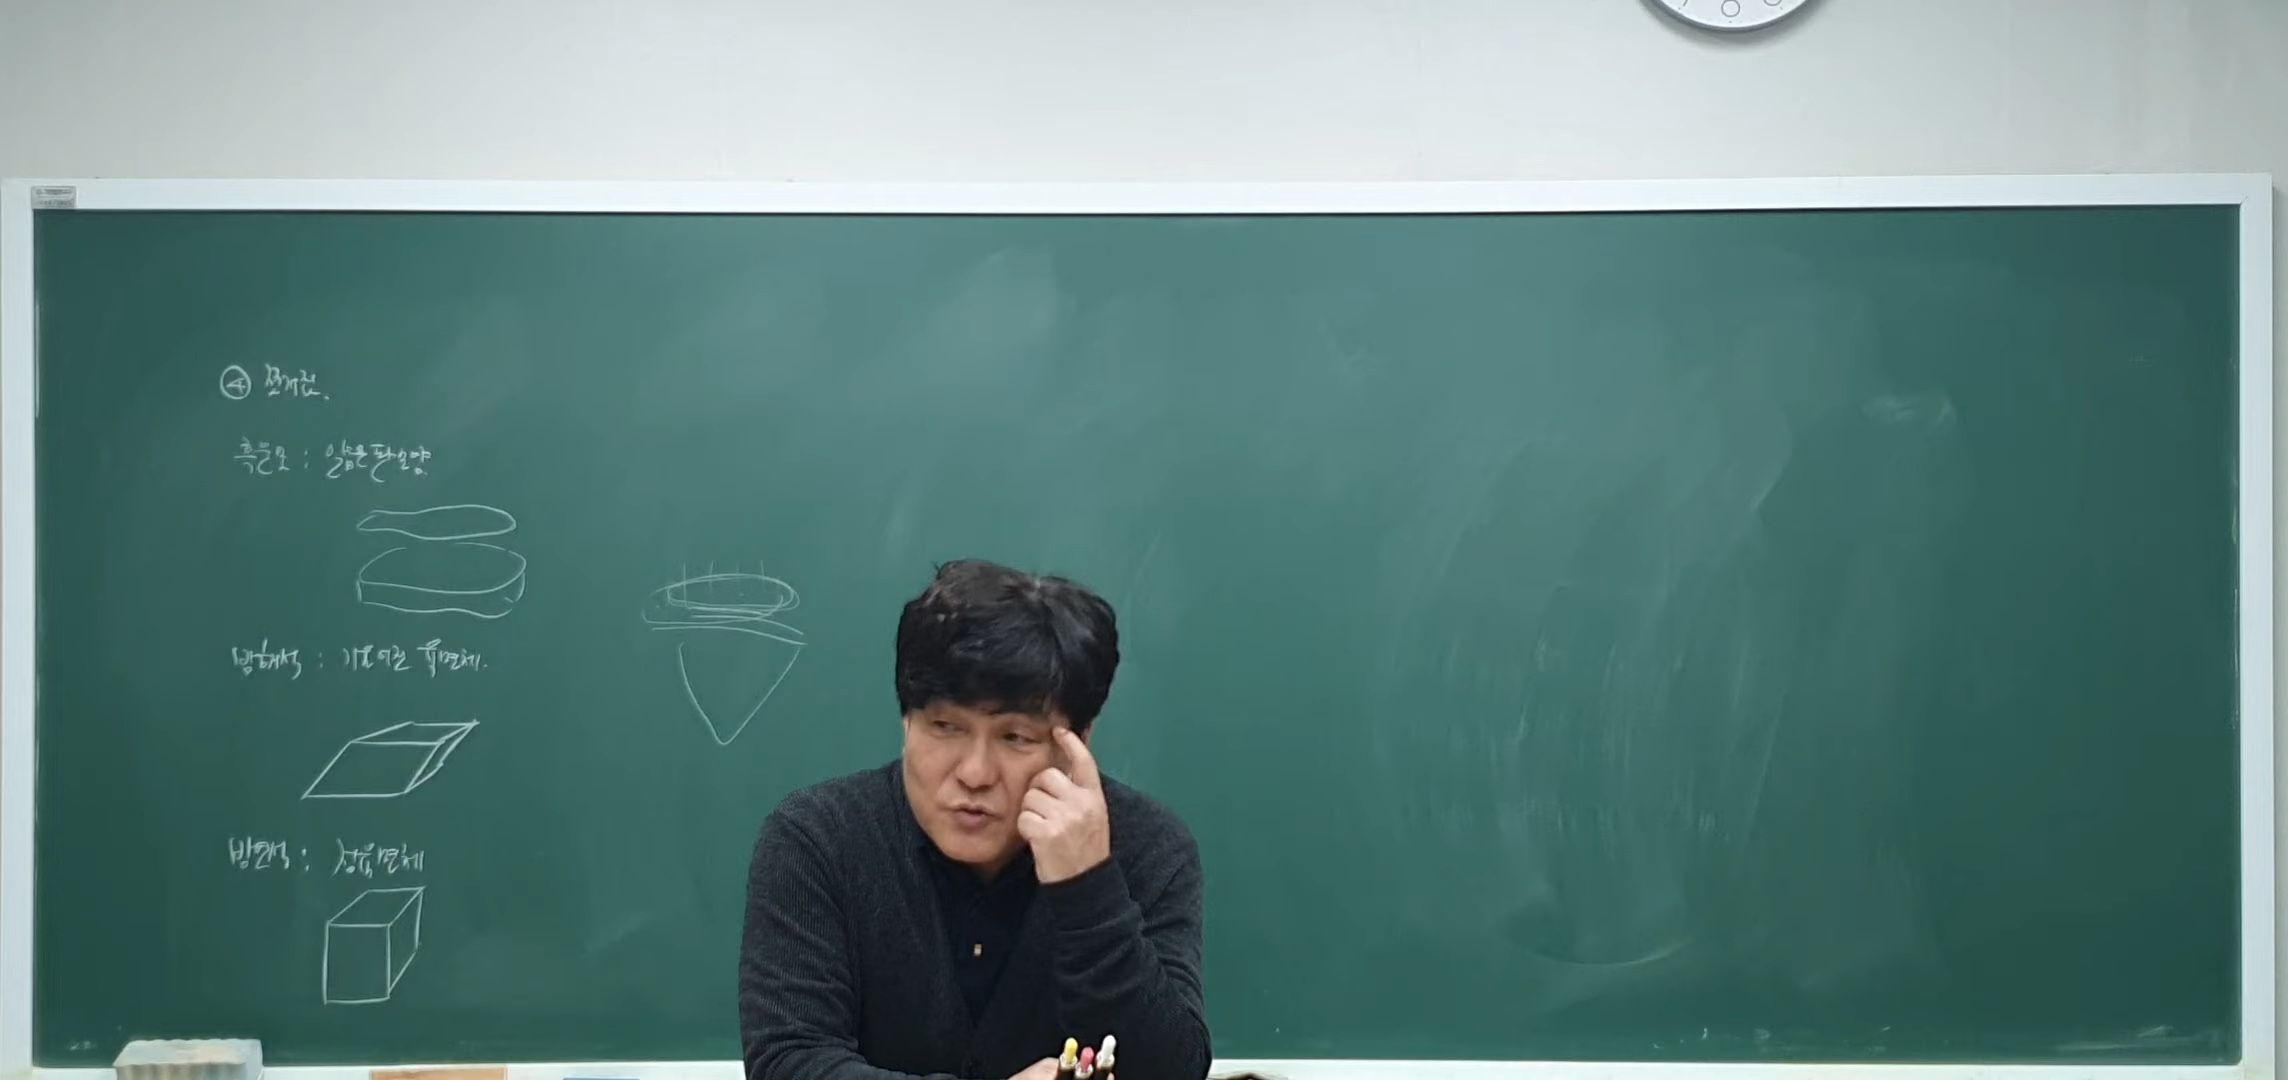 ④ 쪼개짐.
흑운모 : 얇은 판 모양
방해석 : 기울어진 육면체.
방연석 : 정육면체